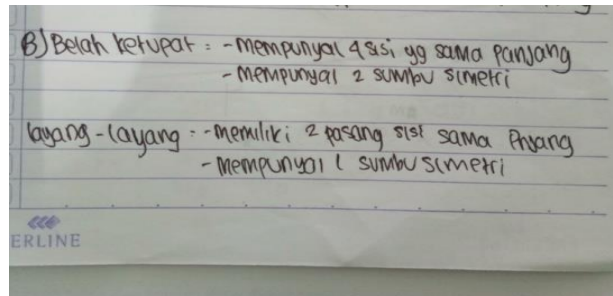 B) Belah ketupat : - mempunyai 4 sisi yg sama panjang
- mempunyai 2 sumbu simetri
layang-layang : - memiliki 2 pasang sisi sama panjang
- mempunyai 1 sumbu simetri
ERLINE